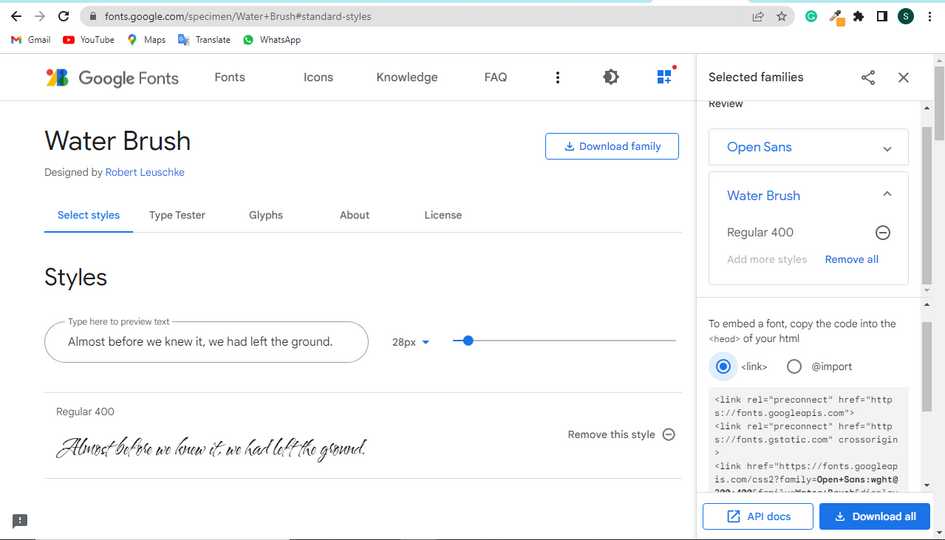 fonts.google.com/specimen/Water+Brush#standard-styles
S
Gmail
YouTube
Maps
Translate
WhatsApp
Google Fonts
Fonts
Icons
Knowledge
FAQ
Water Brush
Designed by Robert Leuschke
Download family
Select styles
Type Tester
Glyphs
About
License
Styles
Type here to preview text
Almost before we knew it, we had left the ground.
28px
Regular 400
Almost before we knew it, we had left the ground.
Remove this style
Selected families
Review
Open Sans
Water Brush
Regular 400
Add more styles
Remove all
To embed a font, copy the code into the
<head> of your html
<link>
@import
<link rel="preconnect" href="http
s://fonts.googleapis.com">
<link rel="preconnect" href="http
s://fonts.gstatic.com" crossorigin
>
<link href="https://fonts.googleap
is.com/css2?family=Open+Sans:wght@
API docs
Download all